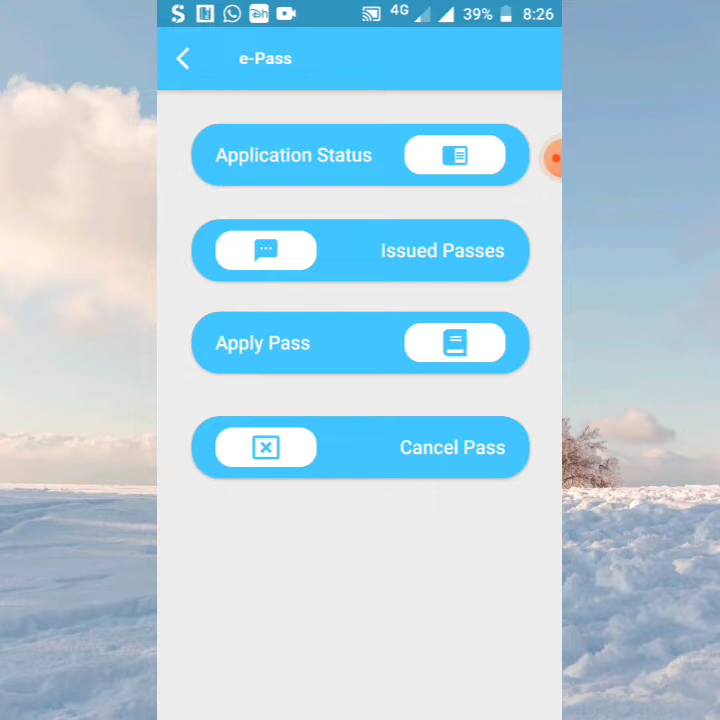 4G 39% 8:26
e-Pass
Application Status
Issued Passes
Apply Pass
Cancel Pass